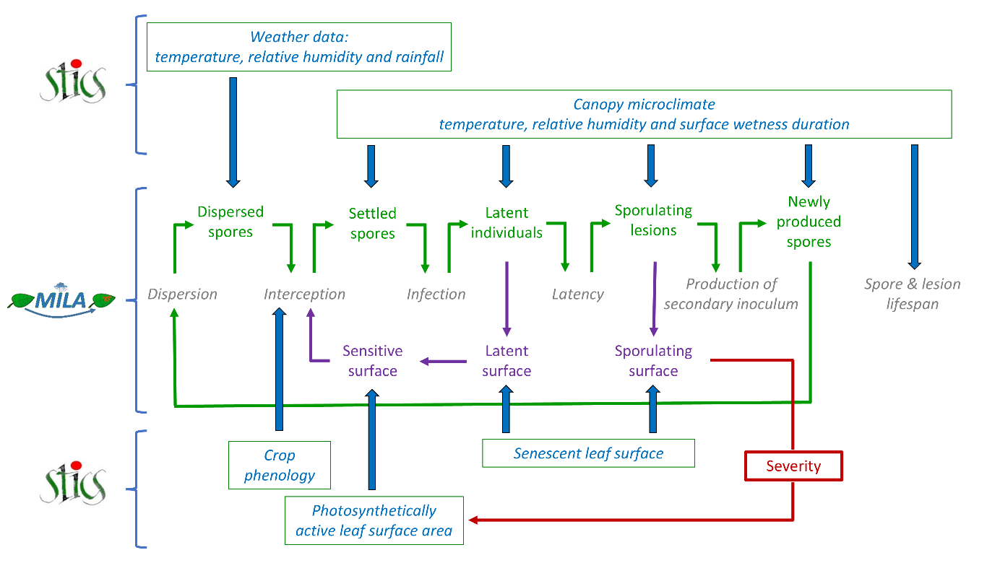 stics
Weather data:
temperature, relative humidity and rainfall
Canopy microclimate
temperature, relative humidity and surface wetness duration
MILA
Dispersed
spores
Settled
spores
Latent
individuals
Sporulating
lesions
Newly
produced
spores
Dispersion
Interception
Infection
Latency
Production of
secondary inoculum
Spore & lesion
lifespan
Sensitive
surface
Latent
surface
Sporulating
surface
stics
Crop
phenology
Senescent leaf surface
Severity
Photosynthetically
active leaf surface area